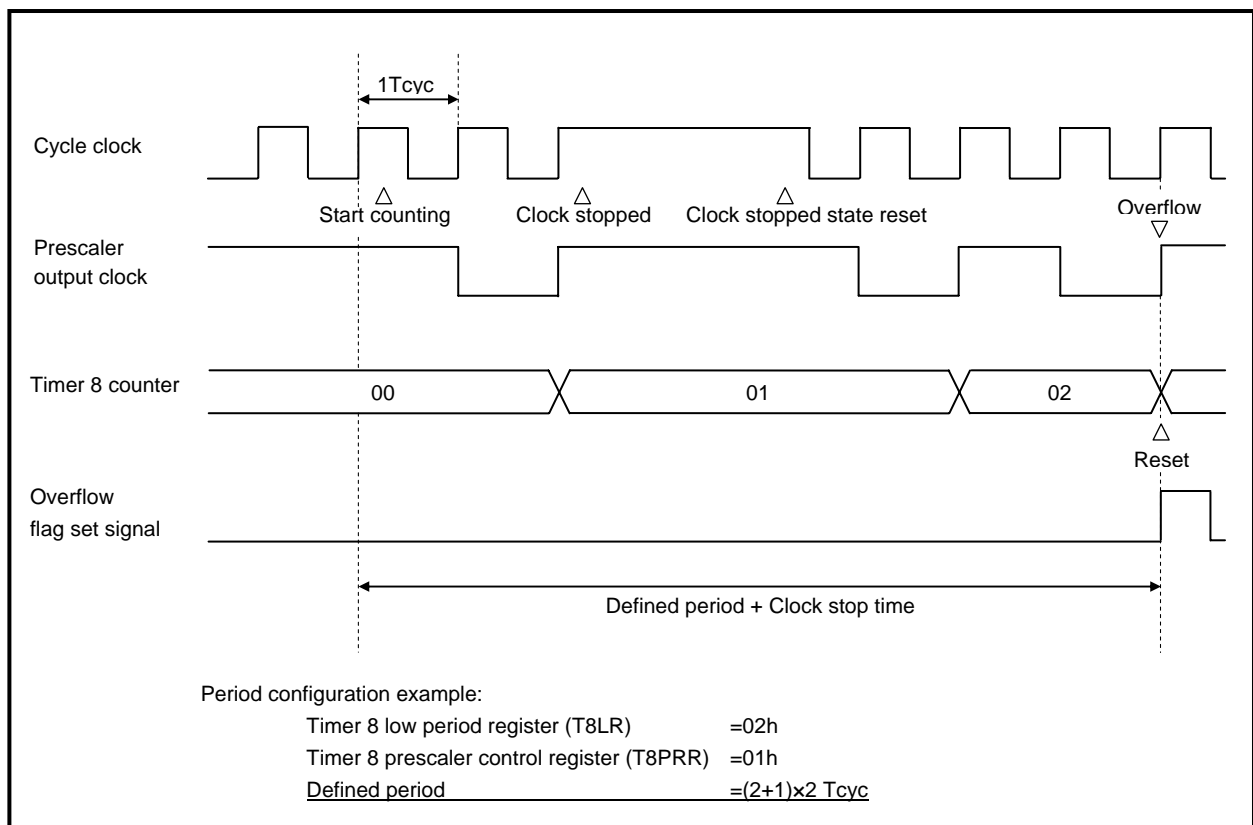 1Tcyc
Cycle clock
Start counting
Clock stopped
Clock stopped state reset
Overflow
Prescaler
output clock
Timer 8 counter
00
01
02
Reset
Overflow
flag set signal
Defined period + Clock stop time
Period configuration example:
Timer 8 low period register (T8LR) =02h
Timer 8 prescaler control register (T8PRR) =01h
Defined period =(2+1)×2 Tcyc